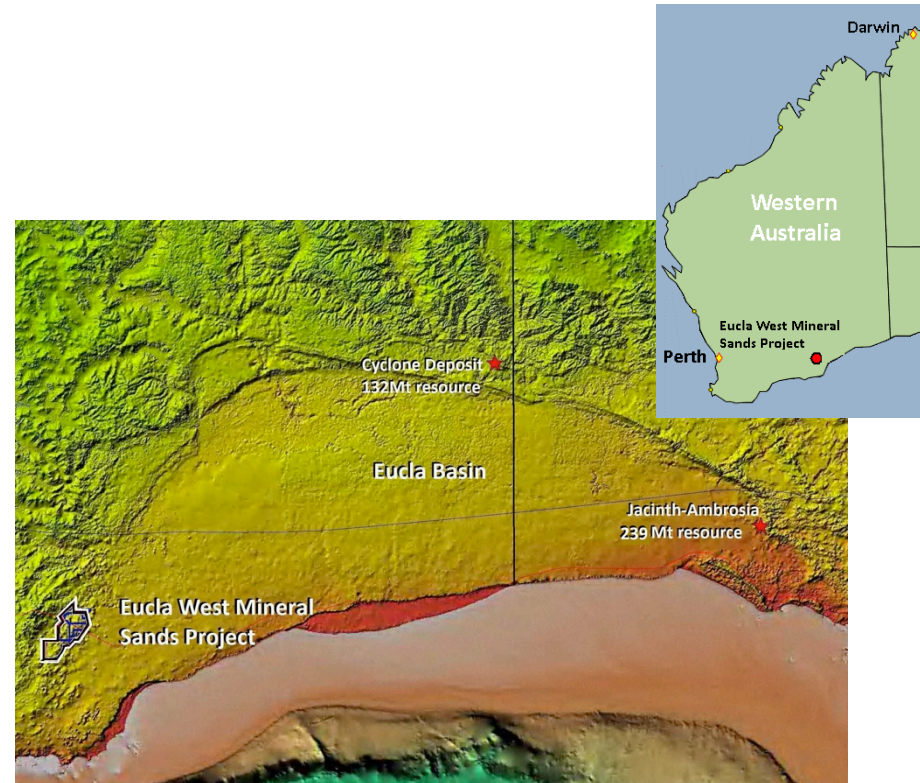 Darwin
Western
Australia
Eucla West Mineral
Sands Project
Perth
Cyclone Deposit
132Mt resource
Eucla Basin
Jacinth-Ambrosia
239 Mt resource
Eucla West Mineral
Sands Project